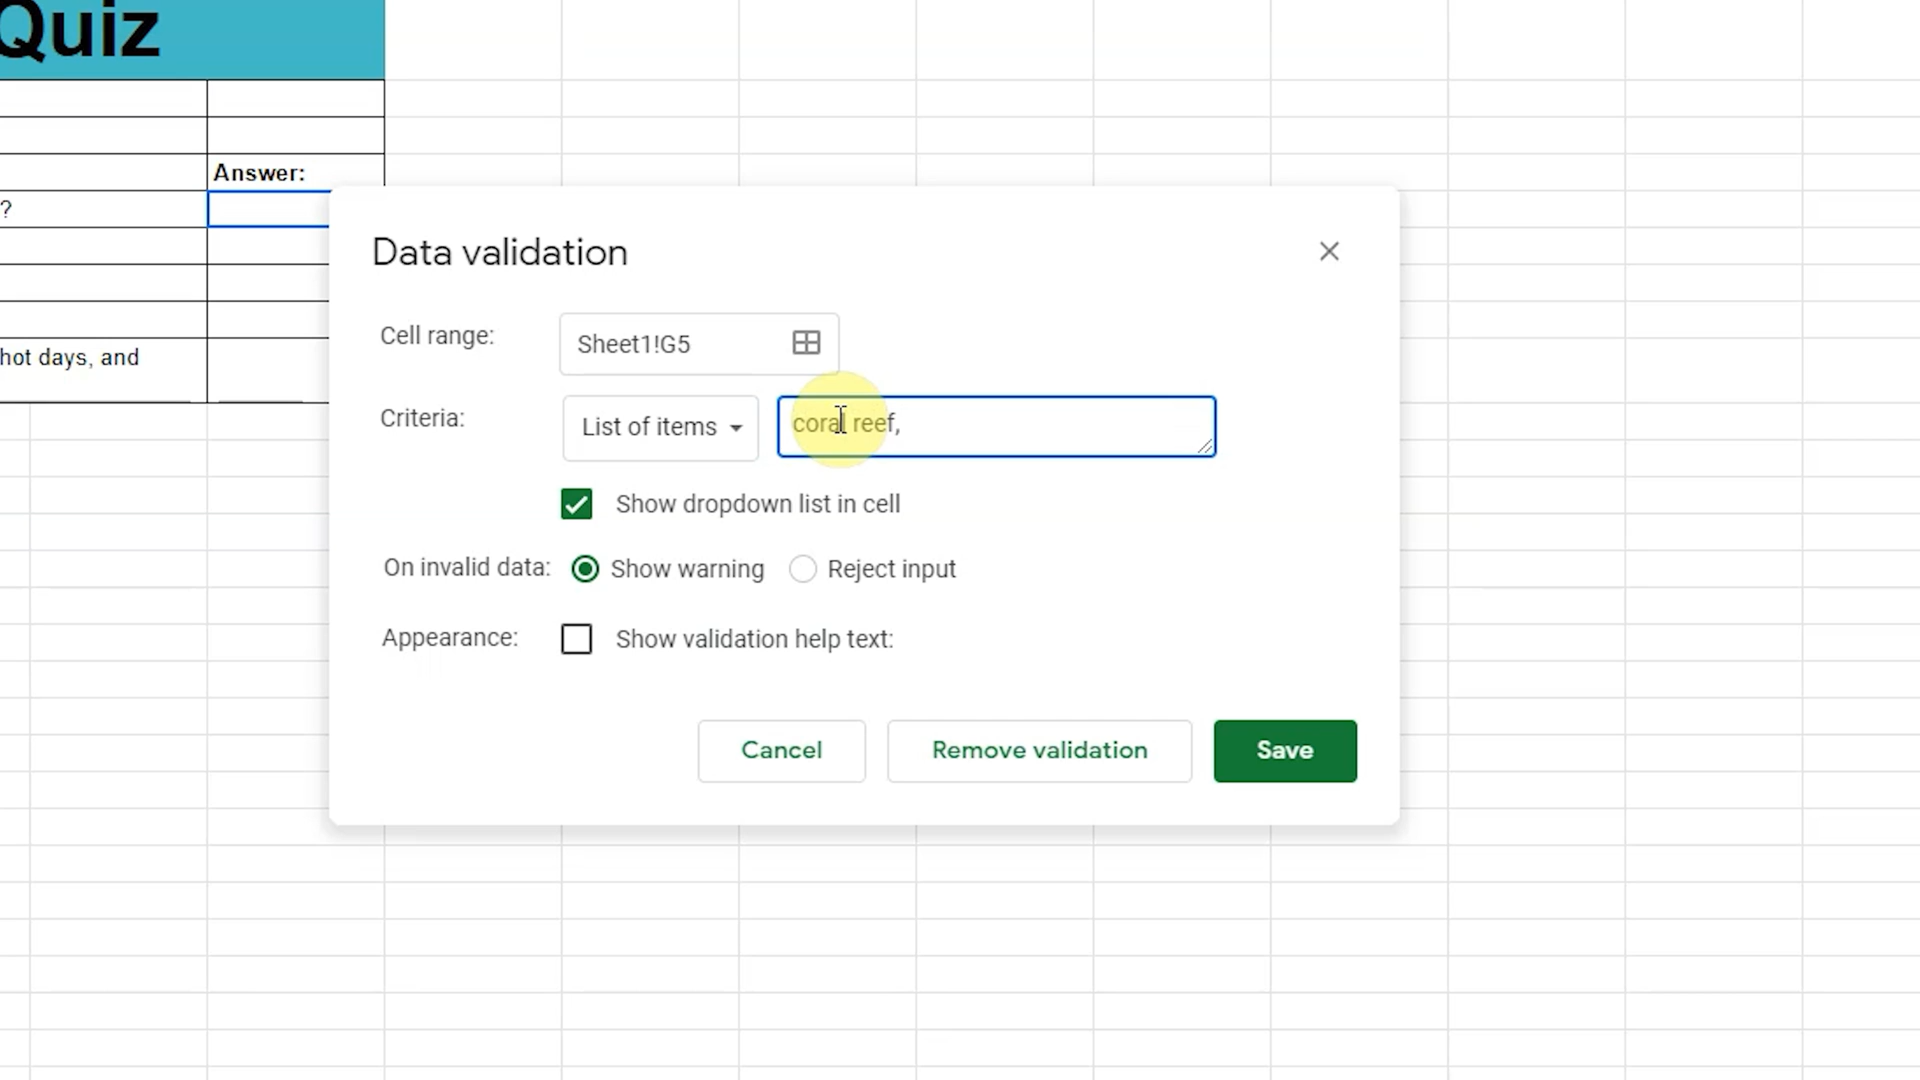 Quiz
Answer:
?
hot days, and
Data validation
Cell range: Sheet1!G5
Criteria: List of items coral reef,
Show dropdown list in cell
On invalid data: Show warning Reject input
Appearance: Show validation help text:
Cancel Remove validation Save